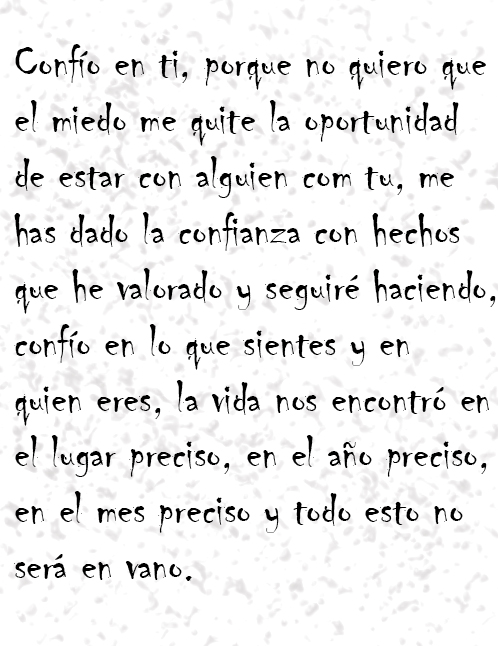 Confío en ti, porque no quiero que
el miedo me quite la oportunidad
de estar con alguien com tu, me
has dado la confianza con hechos
que he valorado y seguiré haciendo,
confío en lo que sientes y en
quien eres, la vida nos encontró en
el lugar preciso, en el año preciso,
en el mes preciso y todo esto no
será en vano.